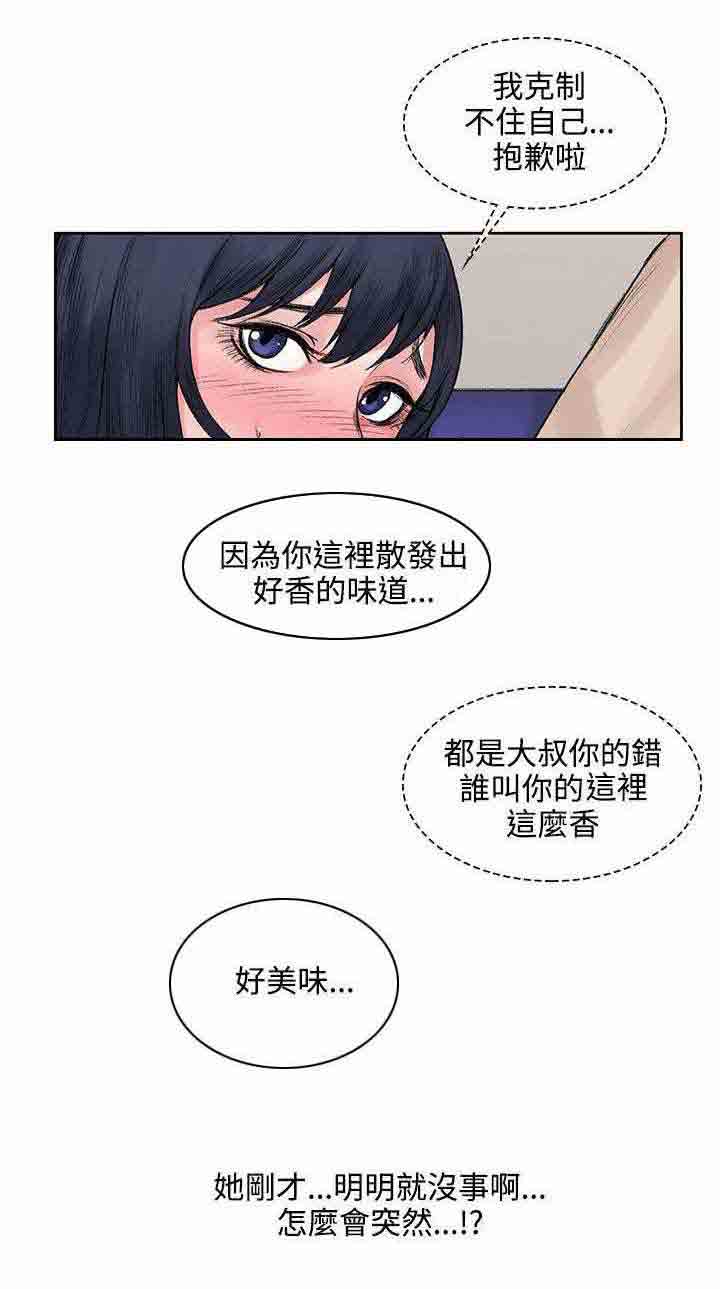 我克制
不住自己...
抱歉啦
因為你這裡散發出
好香的味道...
都是大叔你的錯
誰叫你的這裡
這麼香
好美味...
她剛才...明明就沒事啊...
怎麼會突然...!?